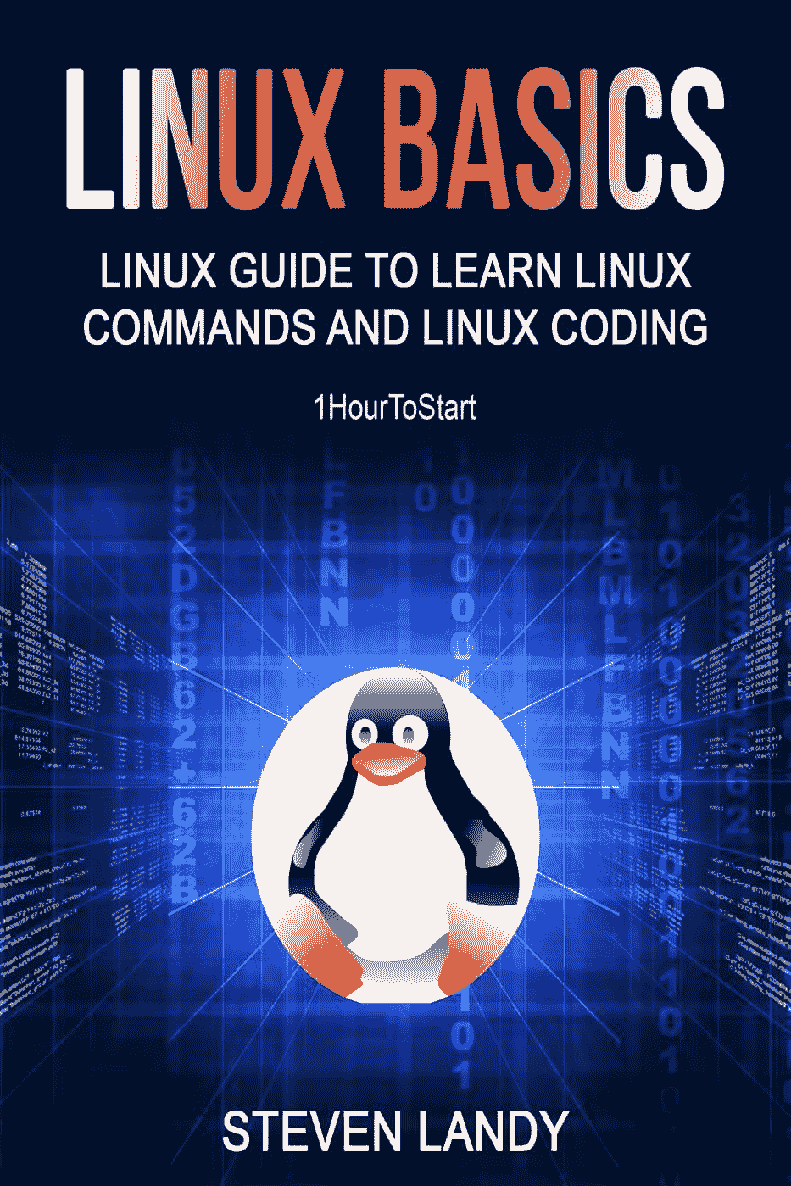 LINUX BASICS
LINUX GUIDE TO LEARN LINUX
COMMANDS AND LINUX CODING
1HourToStart
STEVEN LANDY